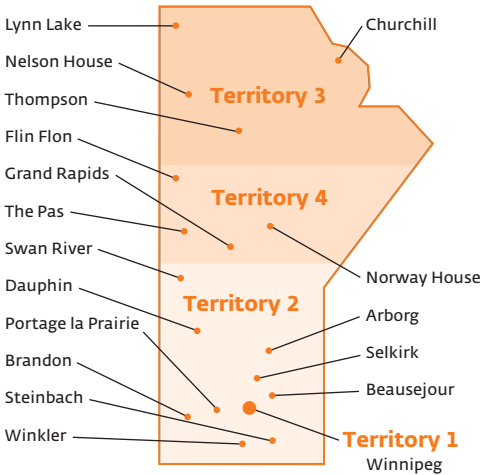 Lynn Lake
Nelson House
Thompson
Flin Flon
Grand Rapids
The Pas
Swan River
Dauphin
Portage la Prairie
Brandon
Steinbach
Winkler
Territory 3
Territory 4
Territory 2
Churchill
Norway House
Arborg
Selkirk
Beausejour
Territory 1
Winnipeg